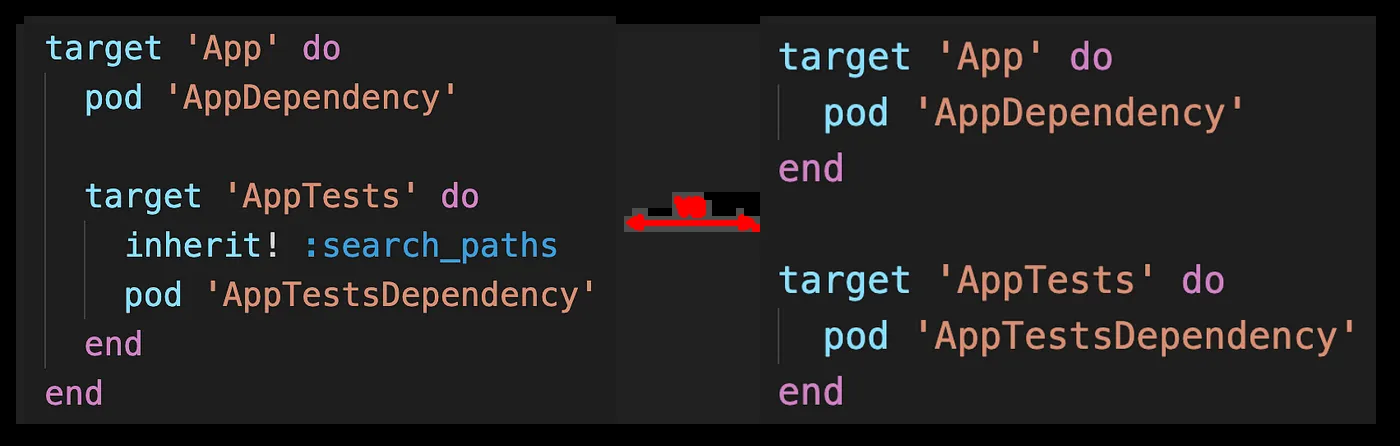 target 'App' do
pod 'AppDependency'
target 'AppTests' do
inherit! :search_paths
pod 'AppTestsDependency'
end
end
vs
target 'App' do
pod 'AppDependency'
end
target 'AppTests' do
pod 'AppTestsDependency'
end